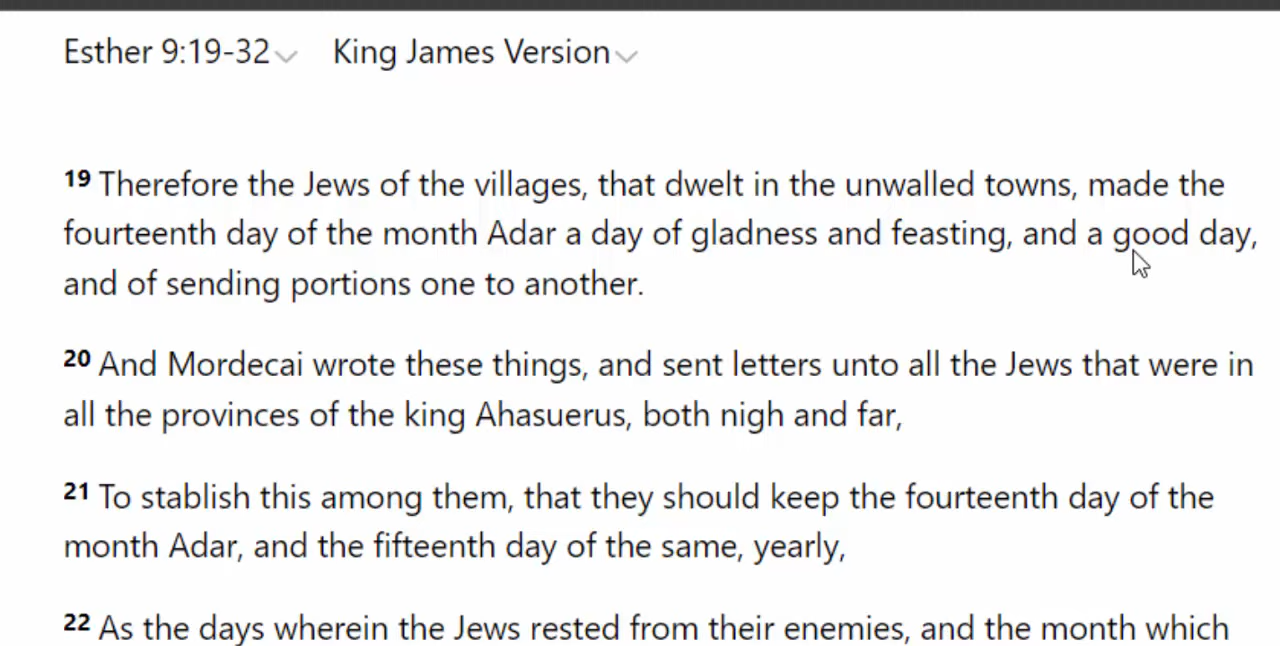 Esther 9:19-32 King James Version
19 Therefore the Jews of the villages, that dwelt in the unwalled towns, made the
fourteenth day of the month Adar a day of gladness and feasting, and a good day,
and of sending portions one to another.
20 And Mordecai wrote these things, and sent letters unto all the Jews that were in
all the provinces of the king Ahasuerus, both nigh and far,
21 To stablish this among them, that they should keep the fourteenth day of the
month Adar, and the fifteenth day of the same, yearly,
22 As the days wherein the Jews rested from their enemies, and the month which